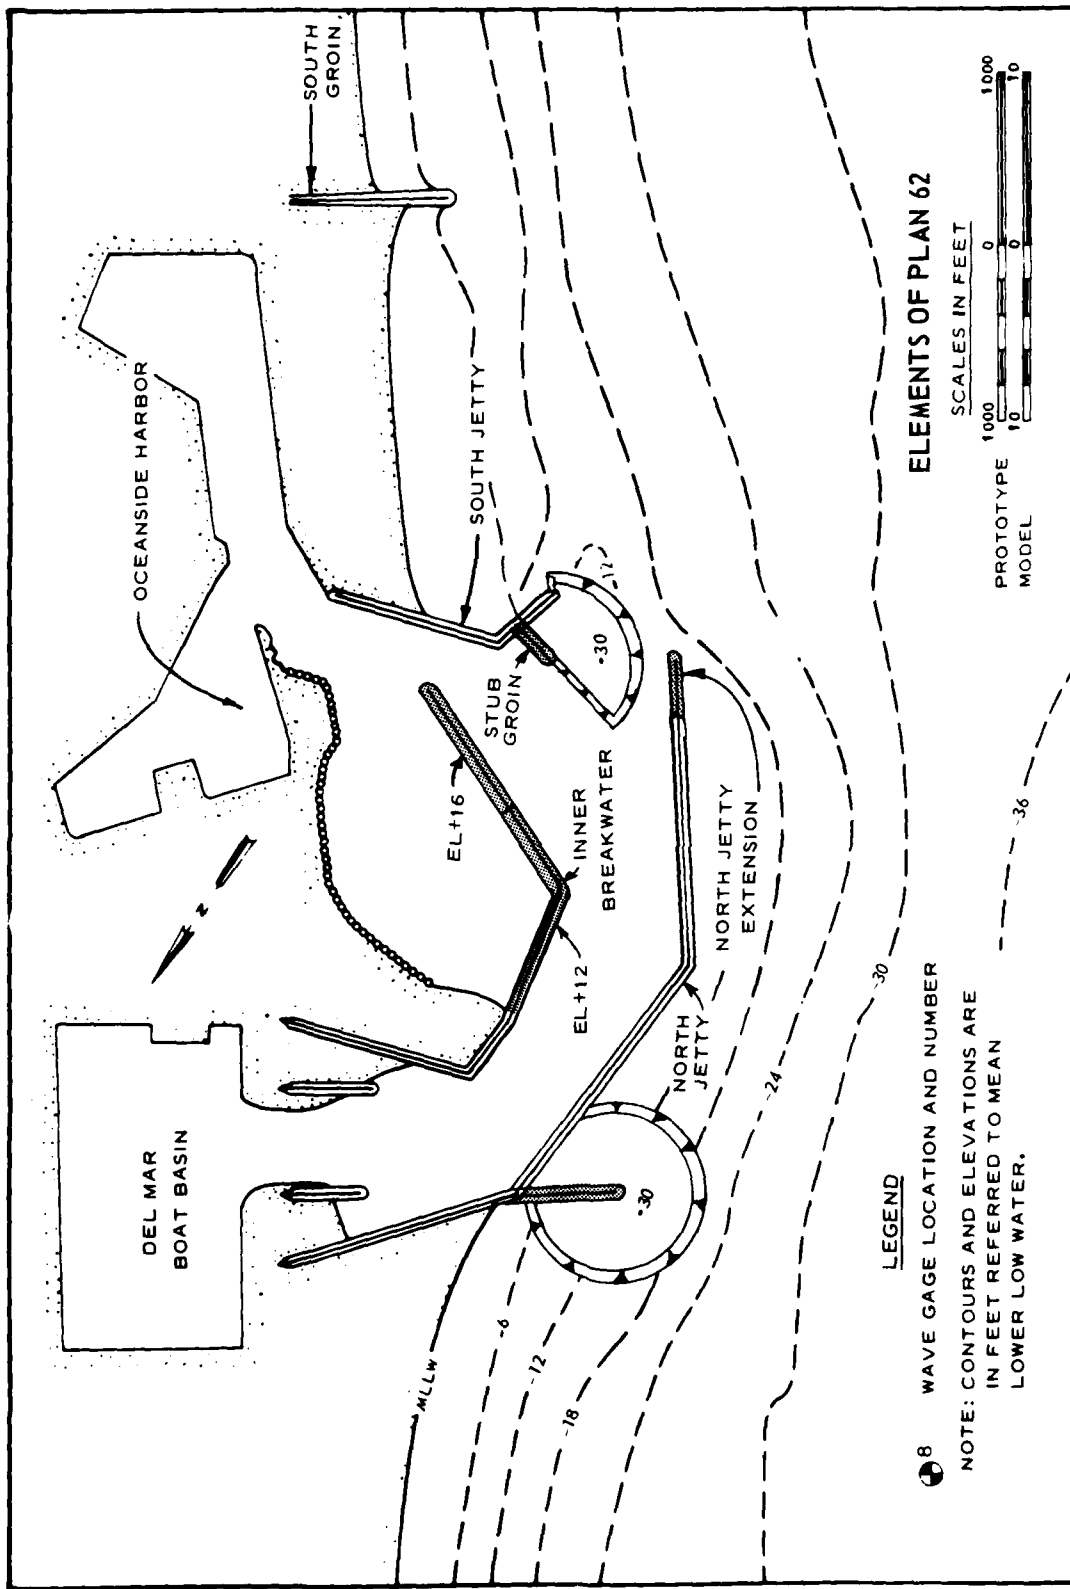 SOUTH
GROIN
OCEANSIDE HARBOR
SOUTH JETTY
STUB
GROIN
-12
-30
EL+16
INNER
BREAKWATER
EL+12
N
NORTH JETTY
EXTENSION
NORTH
JETTY
DEL MAR
BOAT BASIN
-30
MLLW
-6
-12
-18
-24
-30
-36
LEGEND
8 WAVE GAGE LOCATION AND NUMBER
NOTE: CONTOURS AND ELEVATIONS ARE
IN FEET REFERRED TO MEAN
LOWER LOW WATER.
ELEMENTS OF PLAN 62
SCALES IN FEET
PROTOTYPE 1000 0 1000
MODEL 10 0 10